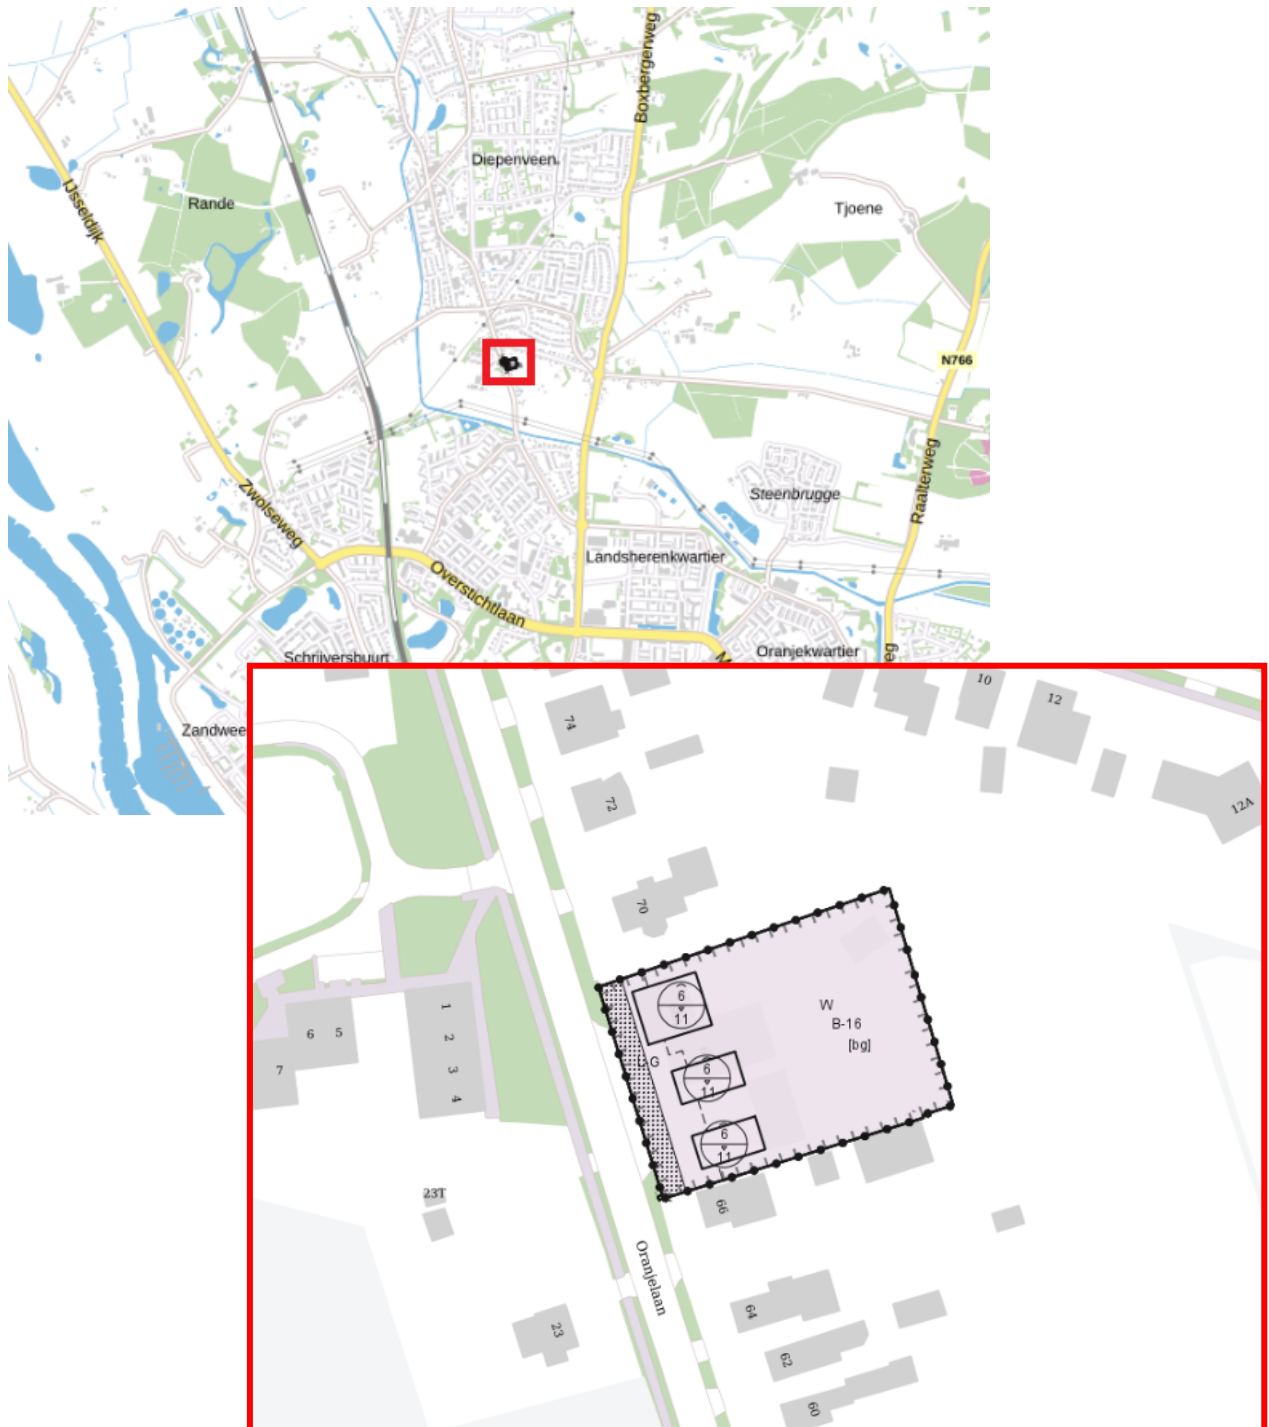 Boxbergerweg
Diepenveen
IJsseldijk
Rande
Tjoene
N766
Raalterweg
Steenbrugge
Zwolseweg
Landsherenkwartier
Overstichtlaan
Schrijversbuurt
Oranjekwartier
eg
M
Zandwee
10
12
74
12A
72
70
6
11
W
B-16
[bg]
1
6
5
2
7
3
4
G
6
11
6
11
23T
66
Oranjelaan
64
23
62
60